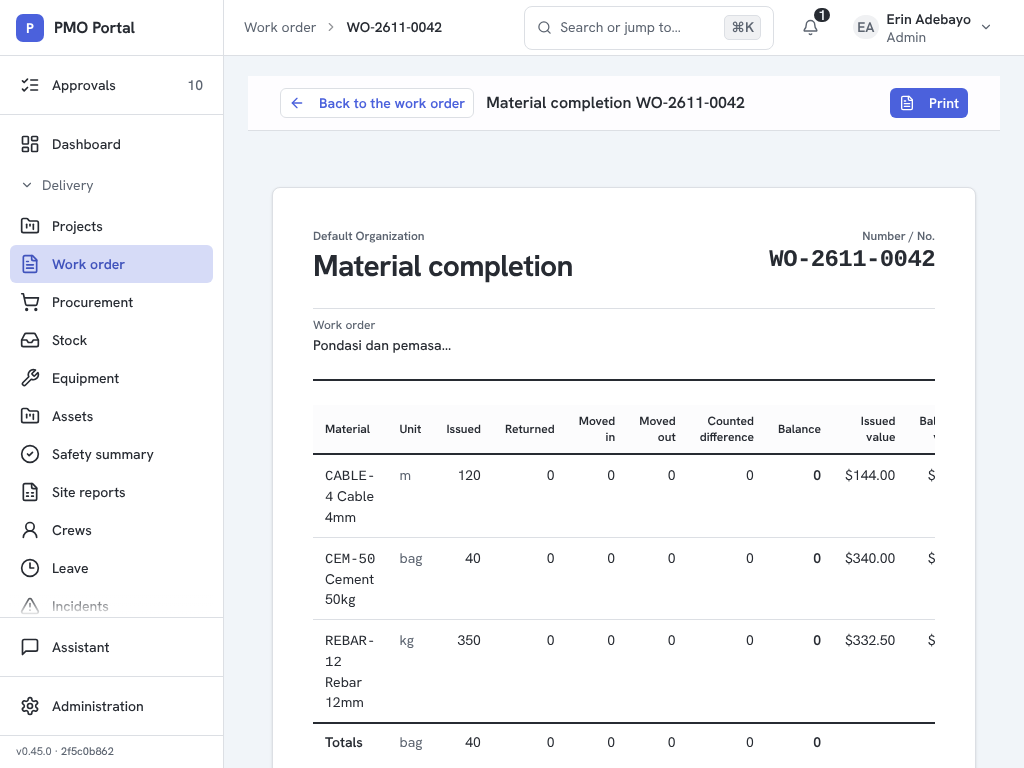 P PMO Portal
Work order > WO-2611-0042
Search or jump to... ⌘K
1
EA Erin Adebayo
Admin
Approvals 10
Dashboard
Delivery
Projects
Work order
Procurement
Stock
Equipment
Assets
Safety summary
Site reports
Crews
Leave
Incidents
Assistant
Administration
v0.45.0 · 2f5c0b862
Back to the work order
Material completion WO-2611-0042
Print
Default Organization
Material completion
Number / No.
WO-2611-0042
Work order
Pondasi dan pemasa...
Material Unit Issued Returned Moved in Moved out Counted difference Balance Issued value
CABLE-4 Cable 4mm m 120 0 0 0 0 0 $144.00 $
CEM-50 Cement 50kg bag 40 0 0 0 0 0 $340.00 $
REBAR-12 Rebar 12mm kg 350 0 0 0 0 0 $332.50 $
Totals bag 40 0 0 0 0 0